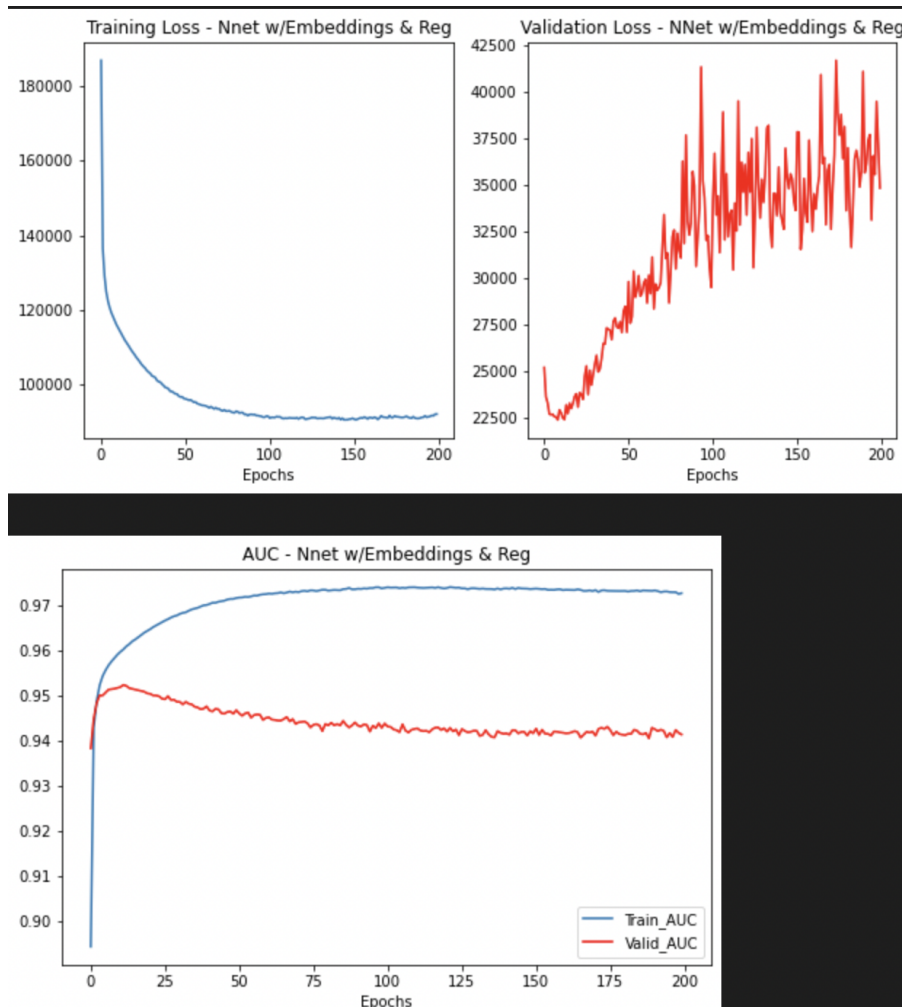 Training Loss - Nnet w/Embeddings & Reg
180000
160000
140000
120000
100000
0 50 100 150 200
Epochs
Validation Loss - NNet w/Embeddings & Reg
42500
40000
37500
35000
32500
30000
27500
25000
22500
0 50 100 150 200
Epochs
AUC - Nnet w/Embeddings & Reg
0.97
0.96
0.95
0.94
0.93
0.92
0.91
0.90
Train_AUC
Valid_AUC
0 25 50 75 100 125 150 175 200
Epochs